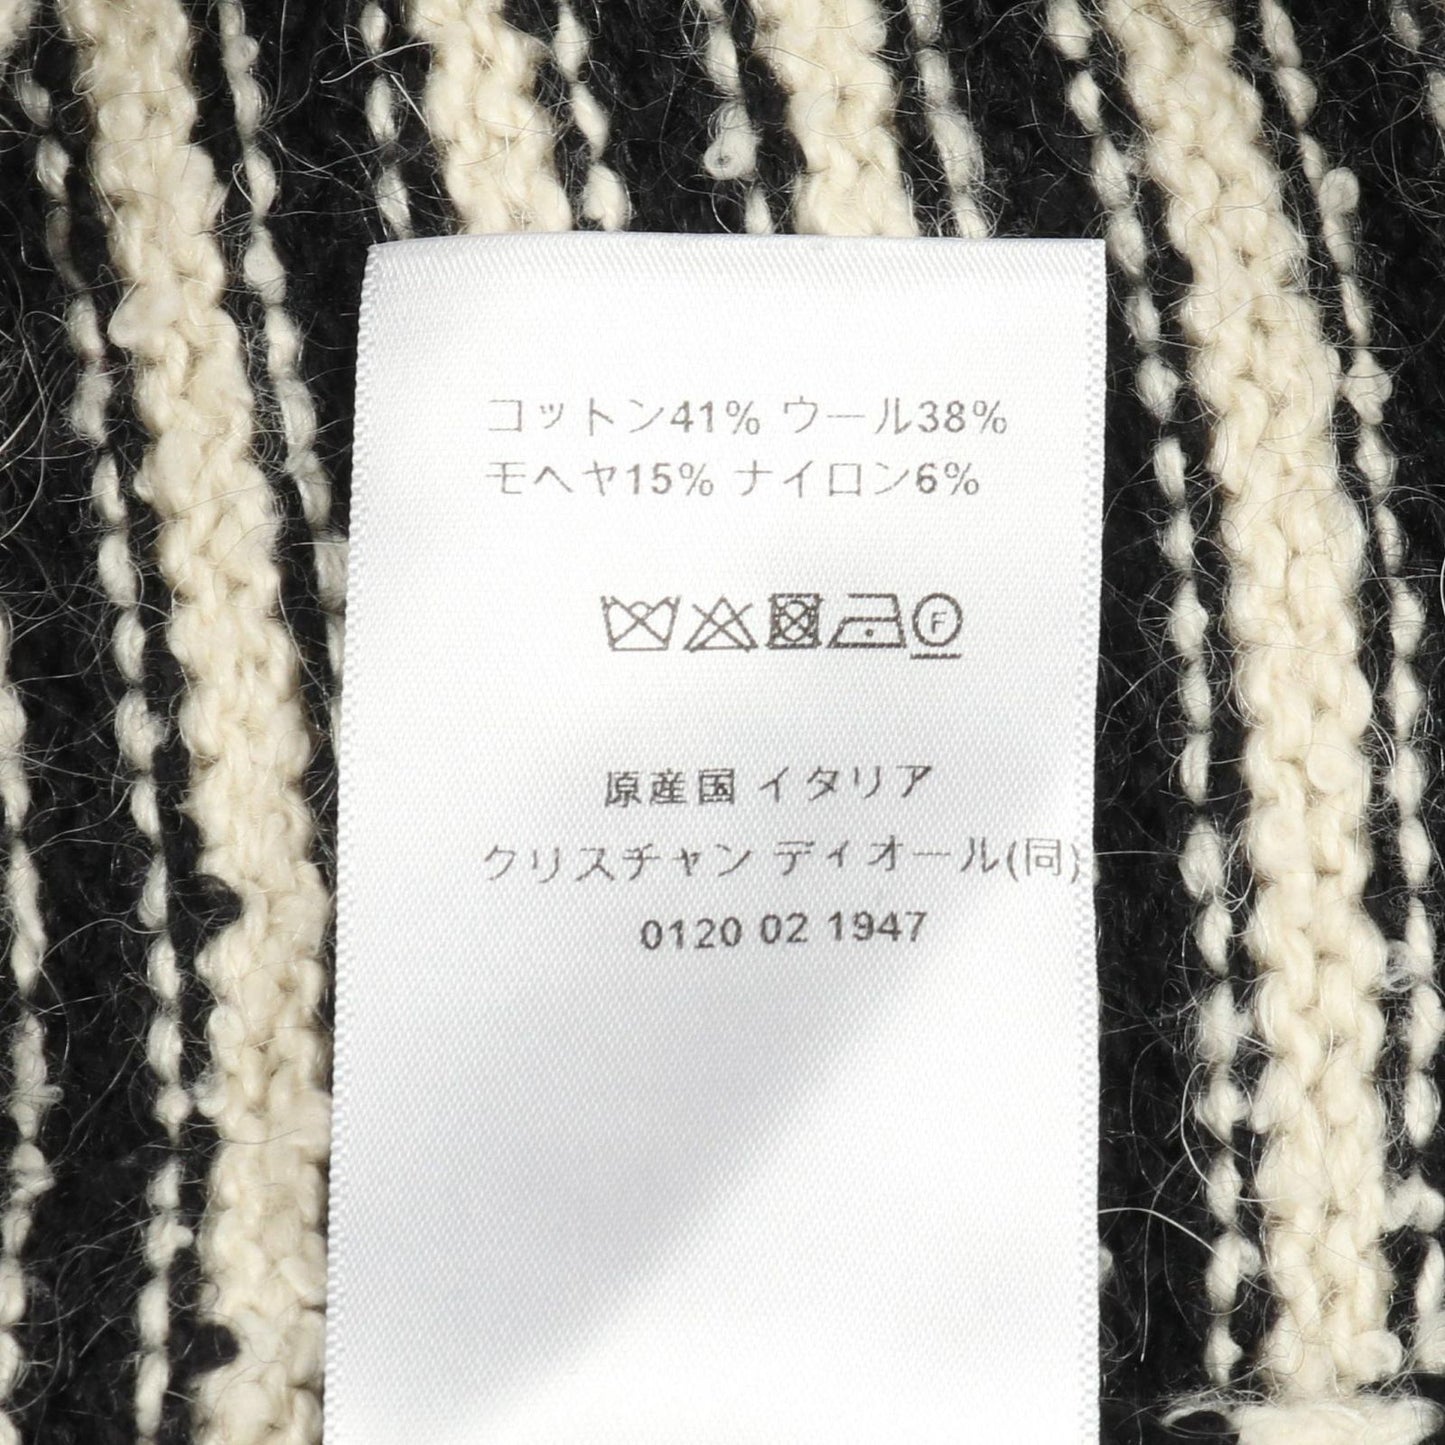 コットン41% ウール38%
モヘヤ15% ナイロン6%
F
原産国 イタリア
クリスチャン ディオール(同)
0120 02 1947